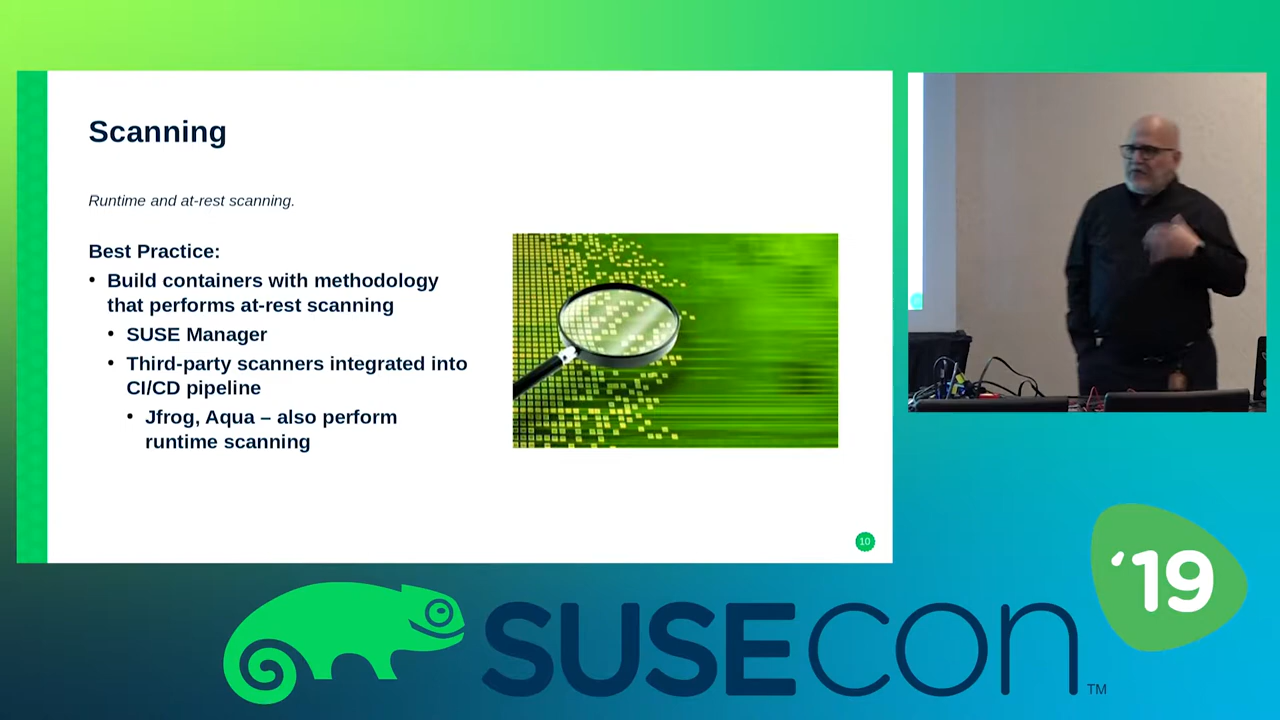 Scanning
Runtime and at-rest scanning.
Best Practice:
• Build containers with methodology
that performs at-rest scanning
• SUSE Manager
• Third-party scanners integrated into
CI/CD pipeline
• Jfrog, Aqua – also perform
runtime scanning
10
‘19
SUSECON
TM